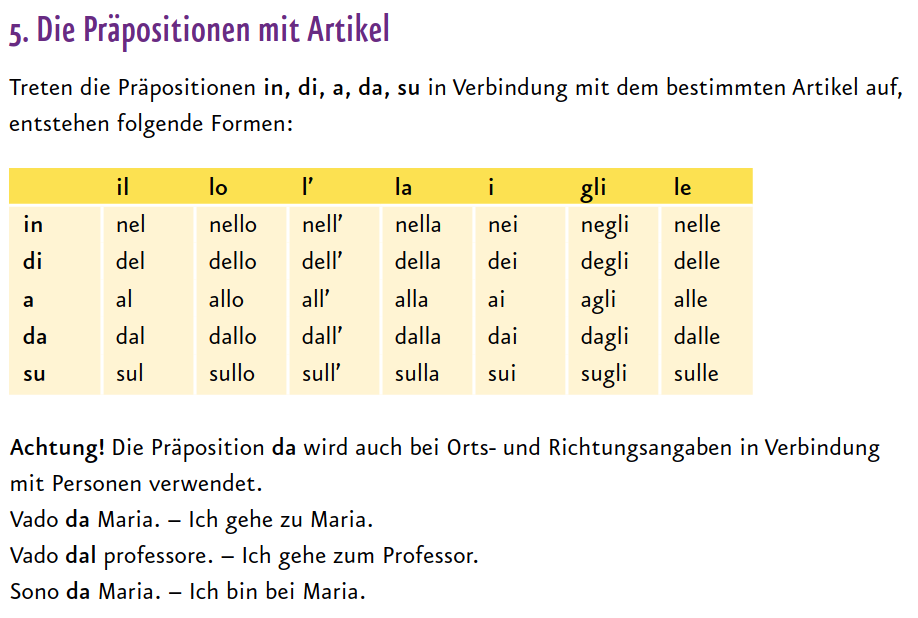 5. Die Präpositionen mit Artikel
Treten die Präpositionen in, di, a, da, su in Verbindung mit dem bestimmten Artikel auf,
entstehen folgende Formen:
il lo l’ la i gli le
in nel nello nell’ nella nei negli nelle
di del dello dell’ della dei degli delle
a al allo all’ alla ai agli alle
da dal dallo dall’ dalla dai dagli dalle
su sul sullo sull’ sulla sui sugli sulle
Achtung! Die Präposition da wird auch bei Orts- und Richtungsangaben in Verbindung
mit Personen verwendet.
Vado da Maria. – Ich gehe zu Maria.
Vado dal professore. – Ich gehe zum Professor.
Sono da Maria. – Ich bin bei Maria.